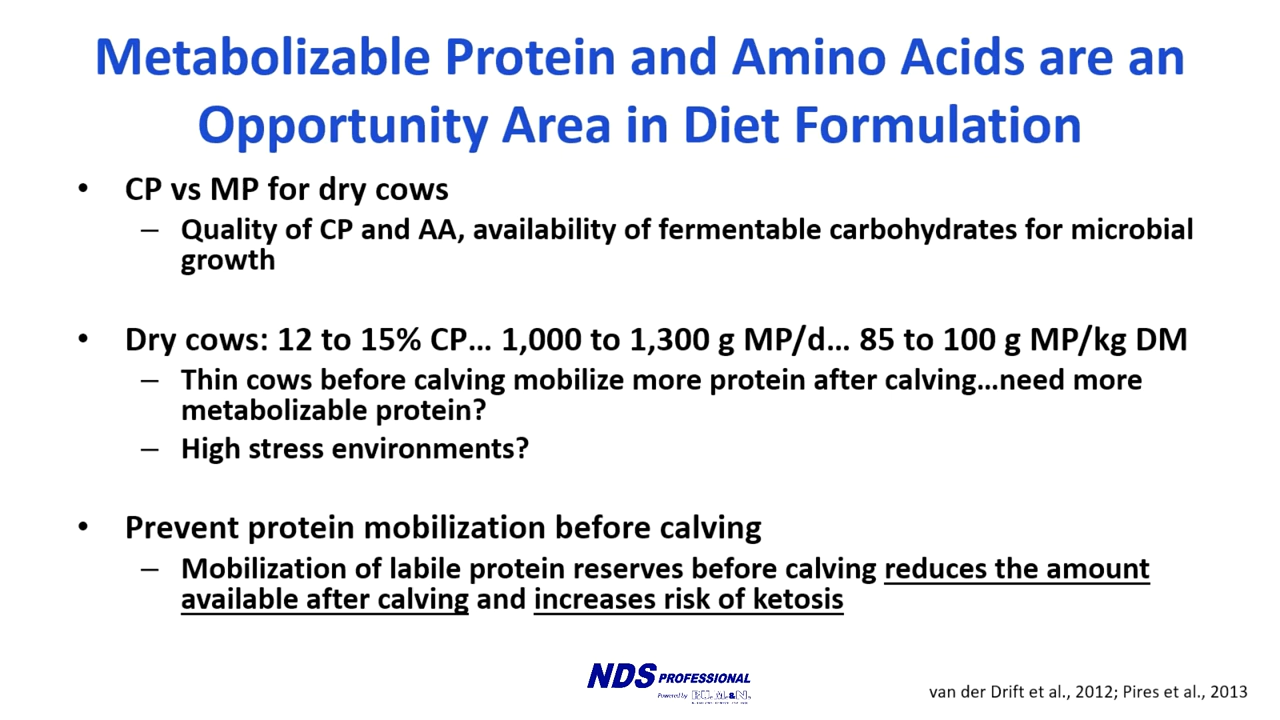 Metabolizable Protein and Amino Acids are an
Opportunity Area in Diet Formulation
• CP vs MP for dry cows
– Quality of CP and AA, availability of fermentable carbohydrates for microbial
growth
• Dry cows: 12 to 15% CP... 1,000 to 1,300 g MP/d... 85 to 100 g MP/kg DM
– Thin cows before calving mobilize more protein after calving...need more
metabolizable protein?
– High stress environments?
• Prevent protein mobilization before calving
– Mobilization of labile protein reserves before calving reduces the amount
available after calving and increases risk of ketosis
NDS PROFESSIONAL
Powered by
van der Drift et al., 2012; Pires et al., 2013